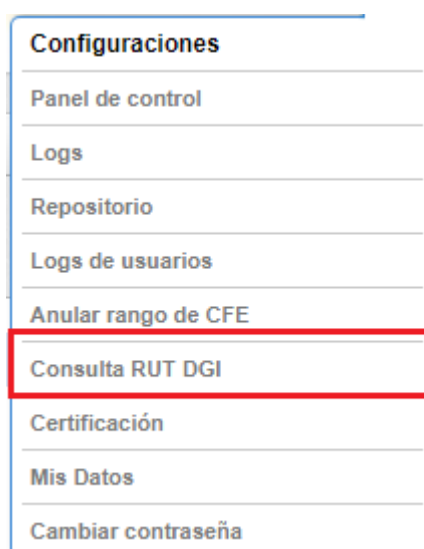 Configuraciones
Panel de control
Logs
Repositorio
Logs de usuarios
Anular rango de CFE
Consulta RUT DGI
Certificación
Mis Datos
Cambiar contraseña